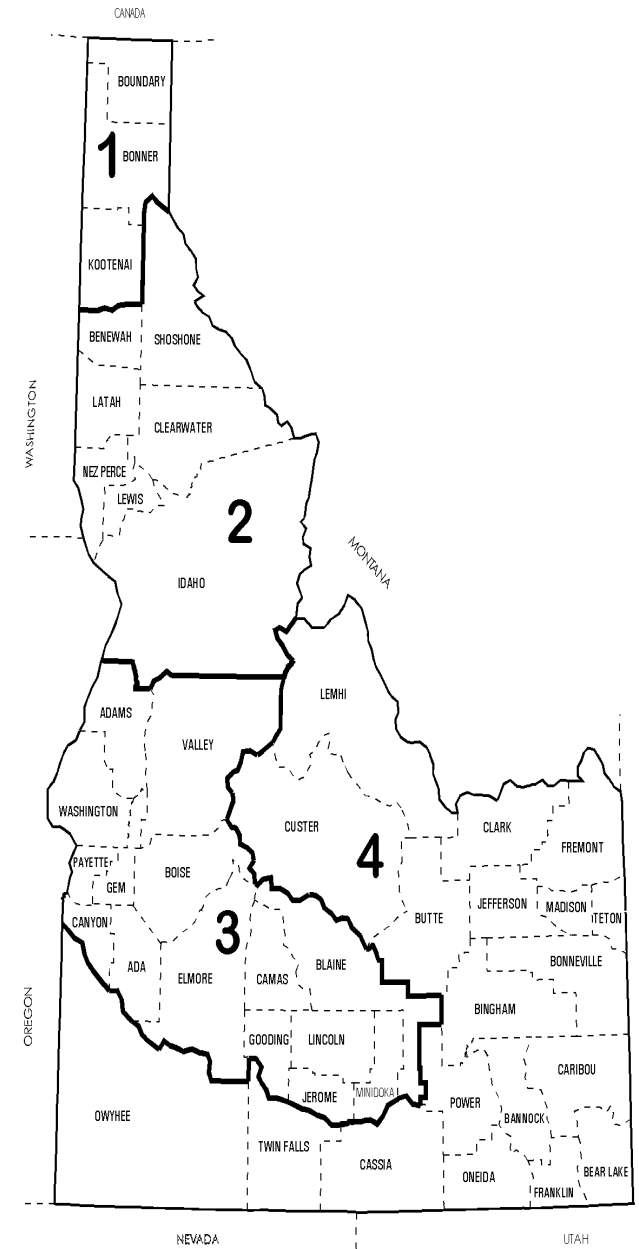 CANADA
BOUNDARY
1
BONNER
KOOTENAI
BENEWAH
SHOSHONE
WASHINGTON
LATAH
CLEARWATER
NEZ PERCE
LEWIS
2
MONTANA
IDAHO
LEMHI
ADAMS
VALLEY
WASHINGTON
CUSTER
CLARK
FREMONT
4
PAYETTE
BOISE
GEM
JEFFERSON
MADISON
TETON
CANYON
BUTTE
3
ADA
ELMORE
CAMAS
BLAINE
BONNEVILLE
OREGON
BINGHAM
GOODING
LINCOLN
CARIBOU
JEROME
MINIDOKA
POWER
OWYHEE
BANNOCK
TWIN FALLS
CASSIA
ONEIDA
BEAR LAKE
FRANKLIN
NEVADA
UTAH